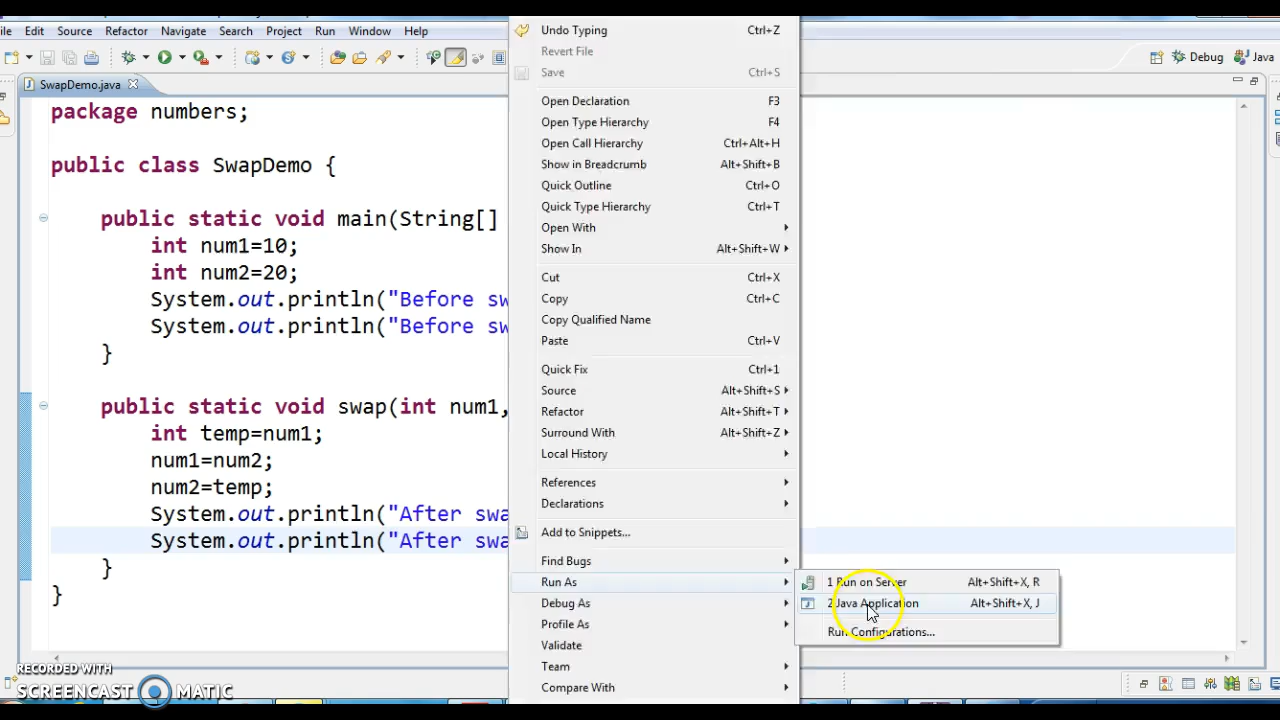 Edit Source Refactor Navigate Search Project Run Window Help
Debug Java
SwapDemo.java
package numbers;
public class SwapDemo {
public static void main(String[]
int num1=10;
int num2=20;
System.out.println("Before sw
System.out.println("Before sw
}
public static void swap(int num1,
int temp=num1;
num1=num2;
num2=temp;
System.out.println("After swa
System.out.println("After swa
}
}
Undo Typing Ctrl+Z
Revert File
Save Ctrl+S
Open Declaration F3
Open Type Hierarchy F4
Open Call Hierarchy Ctrl+Alt+H
Show in Breadcrumb Alt+Shift+B
Quick Outline Ctrl+O
Quick Type Hierarchy Ctrl+T
Open With
Show In Alt+Shift+W
Cut Ctrl+X
Copy Ctrl+C
Copy Qualified Name
Paste Ctrl+V
Quick Fix Ctrl+1
Source Alt+Shift+S
Refactor Alt+Shift+T
Surround With Alt+Shift+Z
Local History
References
Declarations
Add to Snippets...
Find Bugs
Run As
Debug As
Profile As
Validate
Team
Compare With
1 Run on Server Alt+Shift+X, R
2 Java Application Alt+Shift+X, J
Run Configurations...
RECORDED WITH
SCREENCAST MATIC